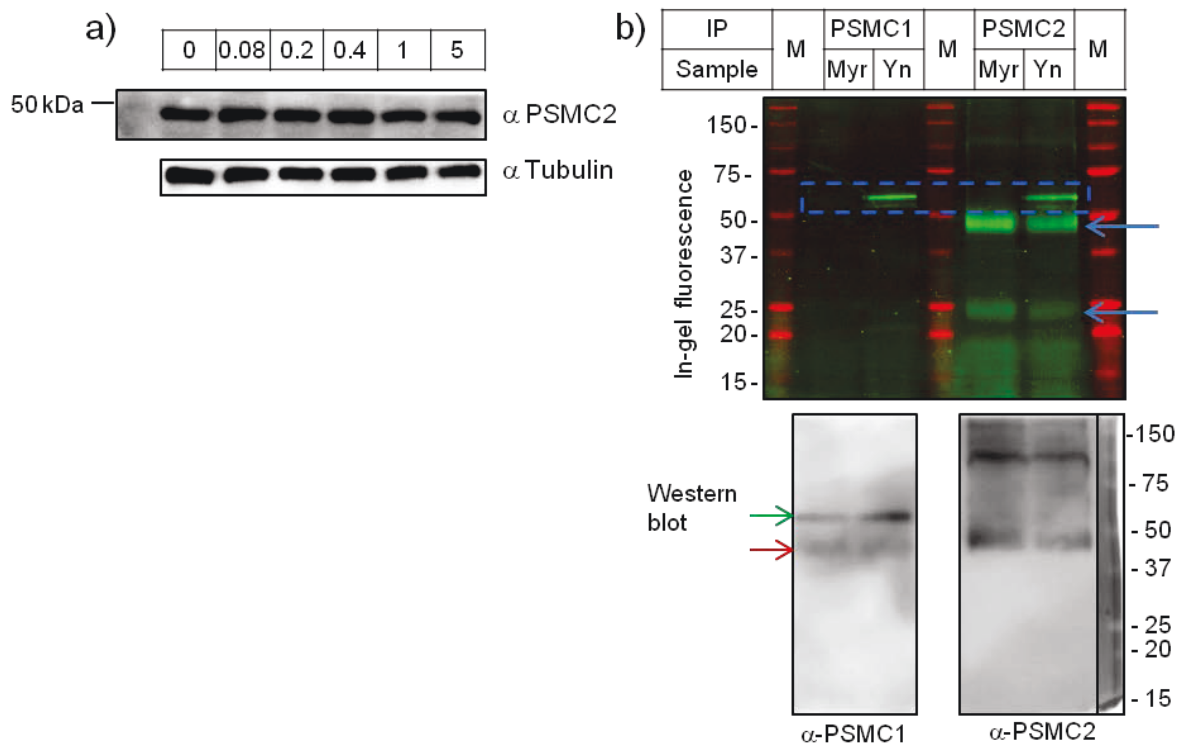 a)
0 0.08 0.2 0.4 1 5
50 kDa
α PSMC2
α Tubulin
b)
IP M PSMC1 M PSMC2 M
Sample Myr Yn Myr Yn
In-gel fluorescence
150 -
75 -
50 -
37 -
25 -
20 -
15 -
Western
blot
-150
- 75
- 50
- 37
- 25
- 20
- 15
α-PSMC1
α-PSMC2